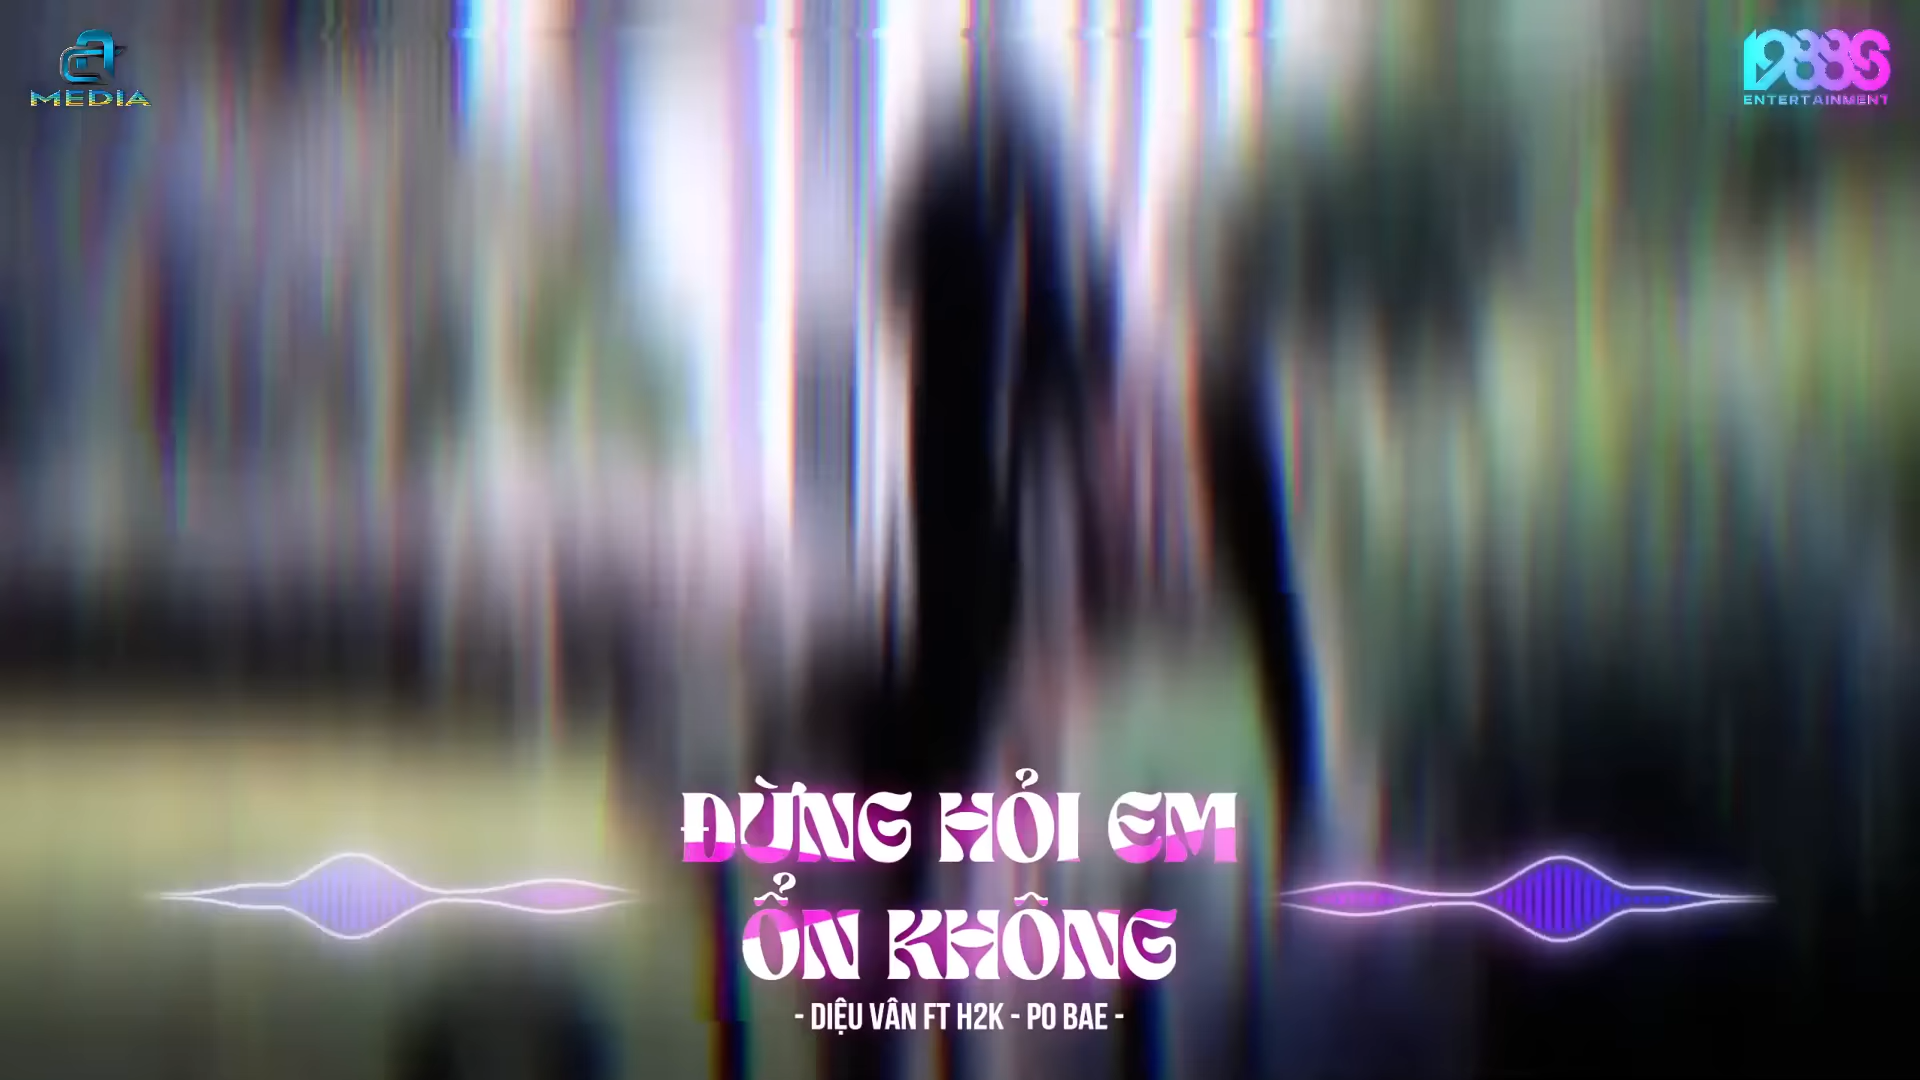 MEDIA
1988S
ENTERTAINMENT
ĐỪNG HỎI EM
ỔN KHÔNG
- DIỆU VÂN FT H2K - PO BAE -